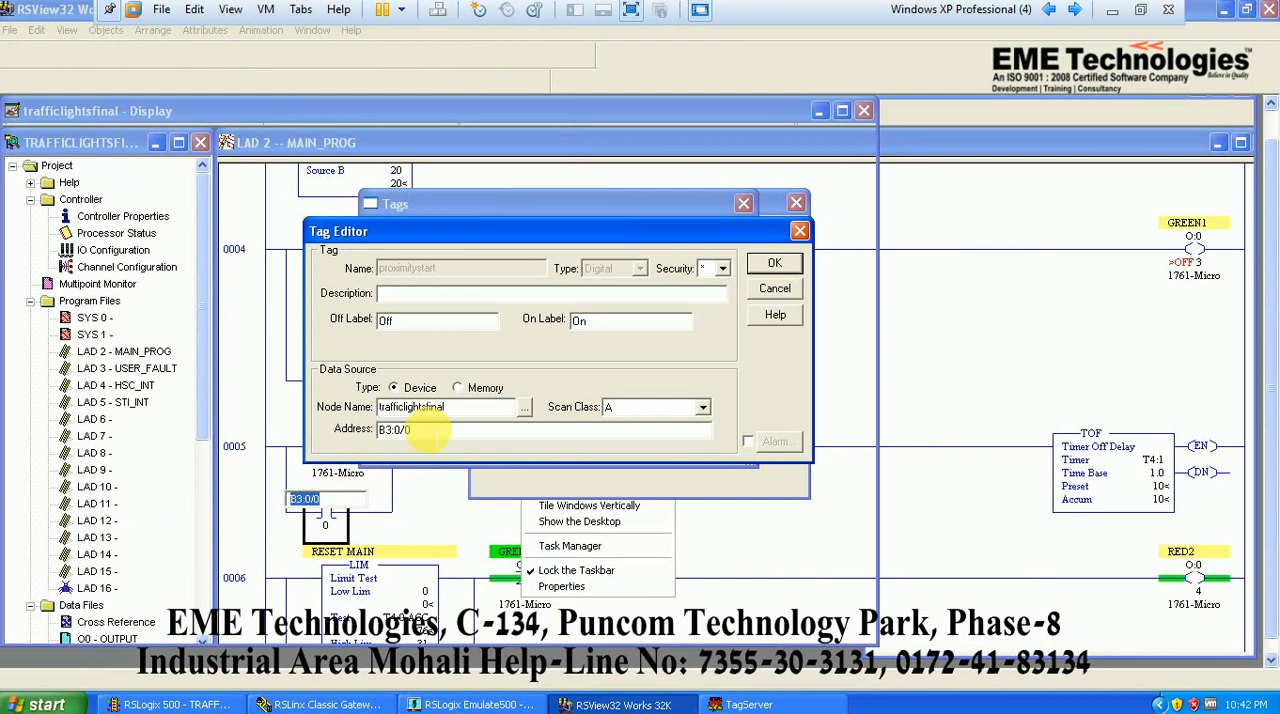 RSView32 Wo
File Edit View VM Tabs Help
Windows XP Professional (4)
File Edit View Objects Arrange Attributes Animation Window Help
EME Technologies™
An ISO 9001 : 2008 Certified Software Company
Believe in Quality
Development | Training | Consultancy
trafficlightsfinal - Display
TRAFFICLIGHTSFI...
LAD 2 -- MAIN_PROG
Project
Help
Controller
Controller Properties
Processor Status
IO Configuration
Channel Configuration
Multipoint Monitor
Program Files
SYS 0 -
SYS 1 -
LAD 2 - MAIN_PROG
LAD 3 - USER_FAULT
LAD 4 - HSC_INT
LAD 5 - STI_INT
LAD 6 -
LAD 7 -
LAD 8 -
LAD 9 -
LAD 10 -
LAD 11 -
LAD 12 -
LAD 13 -
LAD 14 -
LAD 15 -
LAD 16 -
Data Files
Cross Reference
O0 - OUTPUT
Source B 20
20<
0004
GREEN1
O:0
>OFF 3
1761-Micro
Tags
Tag Editor
Tag
Name: proximitystart Type: Digital Security: *
OK
Description:
Cancel
Off Label: Off On Label: On
Help
Data Source
Type: Device Memory
Node Name: trafficlightsfinal ... Scan Class: A
Address: B3:0/0
Alarm...
0005
1761-Micro
B3:0/0
0
TOF
Timer Off Delay
Timer T4:1
Time Base 1.0
Preset 10<
Accum 10<
EN
DN
Tile Windows Vertically
Show the Desktop
Task Manager
Lock the Taskbar
Properties
RESET MAIN
LIM
Limit Test
Low Lim 0
0<
0006
GRE
1761-Micro
RED2
O:0
4
1761-Micro
EME Technologies, C-134, Puncom Technology Park, Phase-8
Industrial Area Mohali Help-Line No: 7355-30-3131, 0172-41-83134
start
RSLogix 500 - TRAFF...
RSLinx Classic Gatew...
RSLogix Emulate500 -...
RSView32 Works 32K
TagServer
10:42 PM